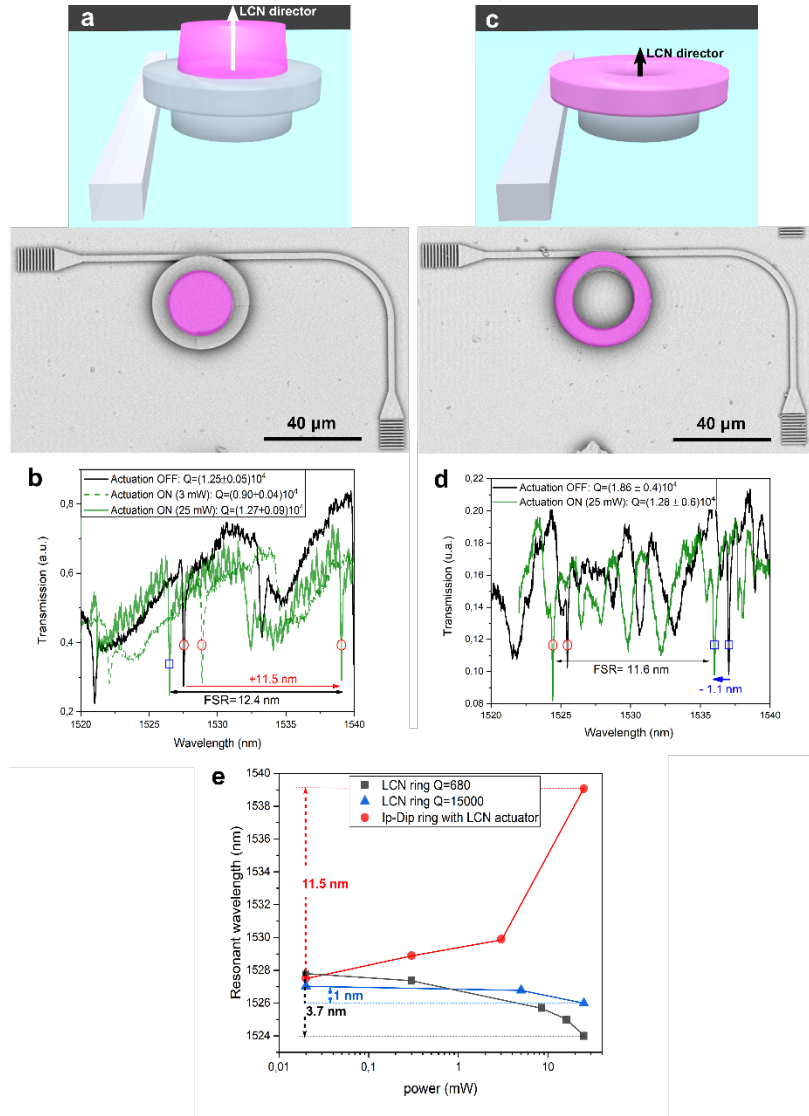 a
LCN director
c
LCN director
40 µm
40 µm
b
Actuation OFF: Q=(1.25±0.05)10⁴
Actuation ON (3 mW): Q=(0.90+0.04)10⁴
Actuation ON (25 mW): Q=(1.27+0.09)10⁴
Transmission (a.u.)
0,8
0,6
0,4
0,2
+11.5 nm
FSR= 12.4 nm
1520
1525
1530
1535
1540
Wavelength (nm)
d
Actuation OFF: Q=(1.86 ± 0.4)10⁴
Actuation ON (25 mW): Q=(1.28 ± 0.6)10⁴
Transmission (u.a.)
0,22
0,20
0.18
0.16
0.14
0.12
0.10
0.08
FSR= 11.6 nm
- 1.1 nm
1520
1525
1530
1535
1540
Wavelength (nm)
e
LCN ring Q=680
LCN ring Q=15000
Ip-Dip ring with LCN actuator
Resonant wavelength (nm)
1540
1538
1536
1534
1532
1530
1528
1526
1524
11.5 nm
1 nm
3.7 nm
0,01
0,1
1
10
power (mW)